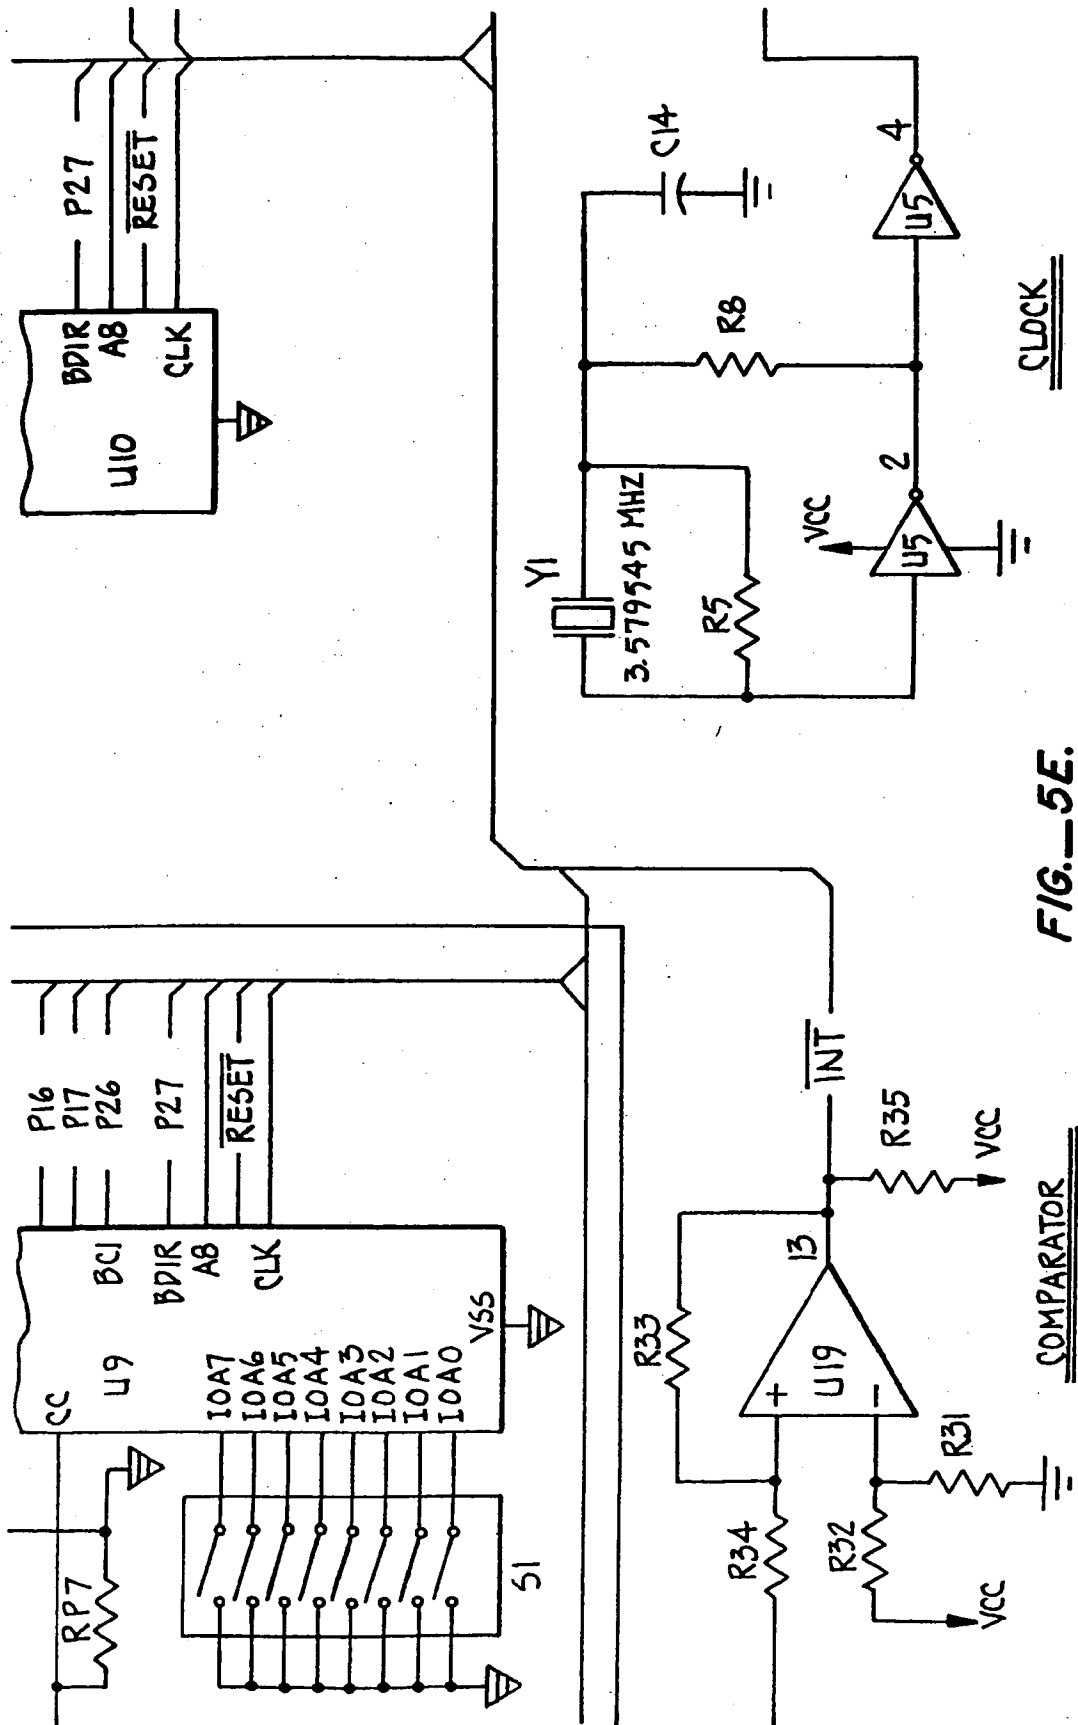 P27
RESET
BDIR
A8
CLK
U10
C14
4
U5
R8
CLOCK
2
VCC
U5
Y1
3.579545 MHZ
R5
FIG._5E.
P16
P17
P26
P27
RESET
BC1
BDIR
A8
CLK
CC
U9
VSS
IOA7
IOA6
IOA5
IOA4
IOA3
IOA2
IOA1
IOA0
RP7
S1
INT
R35
VCC
13
R33
U19
+
−
R34
R32
R31
VCC
COMPARATOR